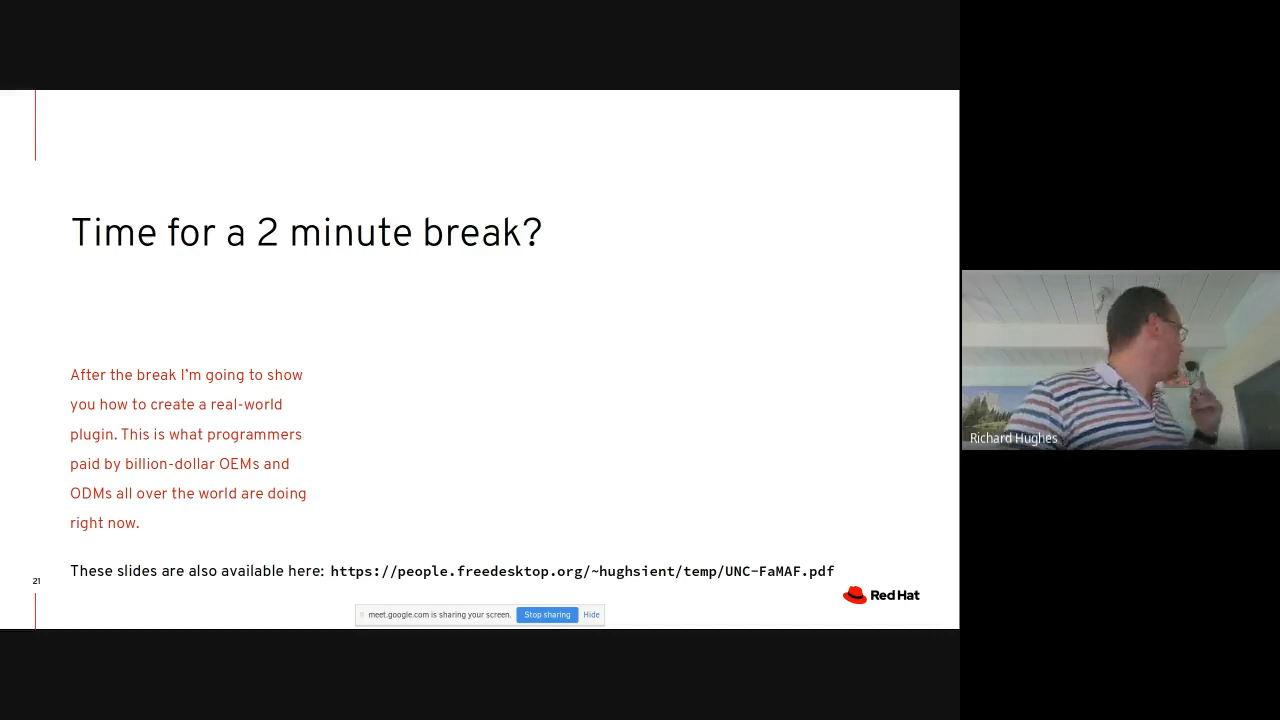 Time for a 2 minute break?
After the break I'm going to show
you how to create a real-world
plugin. This is what programmers
paid by billion-dollar OEMs and
ODMs all over the world are doing
right now.
These slides are also available here: https://people.freedesktop.org/~hughsient/temp/UNC-FaMAF.pdf
21
Red Hat
meet.google.com is sharing your screen. Stop sharing Hide
Richard Hughes